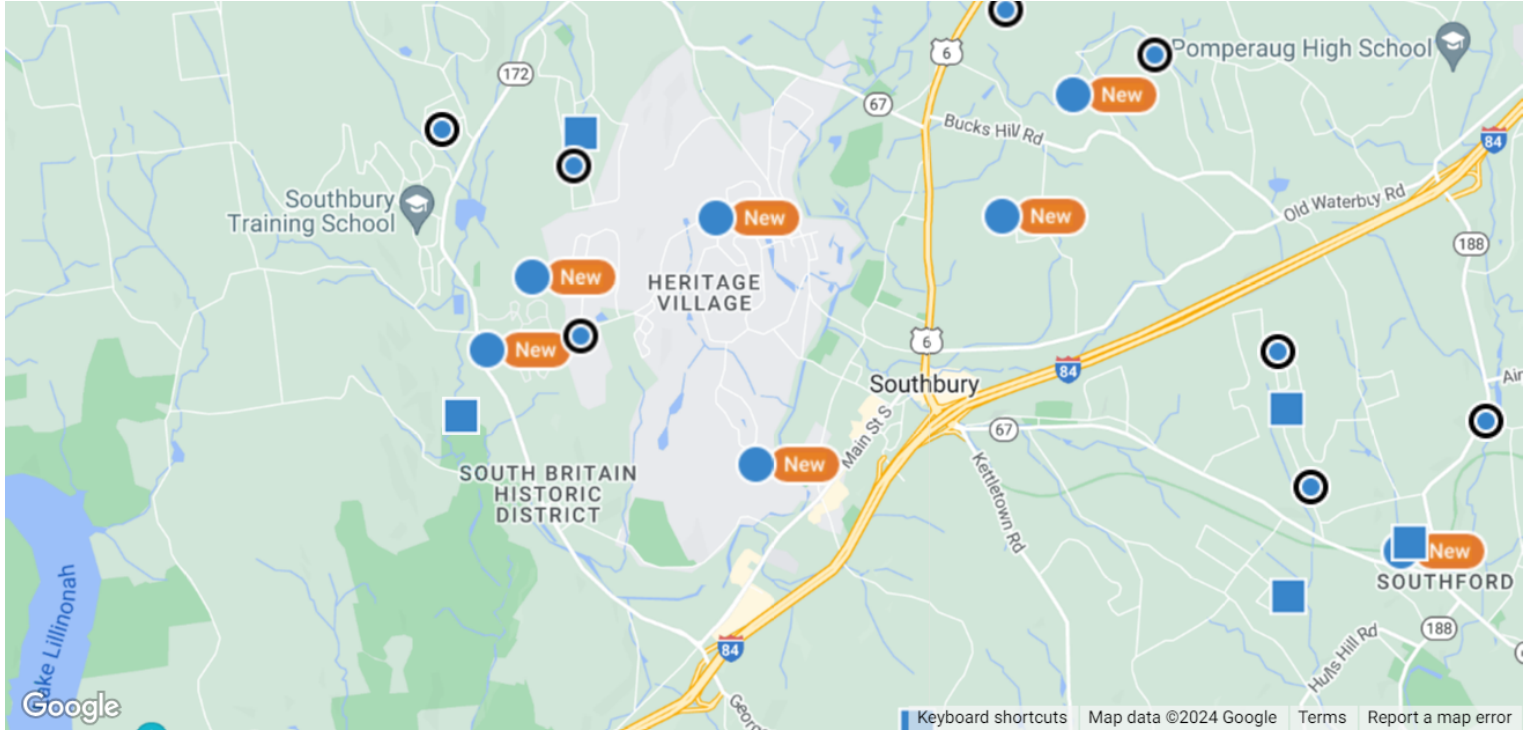 6
Pomperaug High School
172
67
New
Bucks Hill Rd
84
Southbury
Training School
Old Waterbury Rd
New
New
188
HERITAGE
VILLAGE
New
6
New
84
Southbury
Air
Main St S
67
New
SOUTH BRITAIN
HISTORIC
DISTRICT
Kettletown Rd
New
SOUTHFORD
Lake Lillinonah
84
188
Hulls Hill Rd
Georg
Google
Keyboard shortcuts
Map data ©2024 Google
Terms
Report a map error